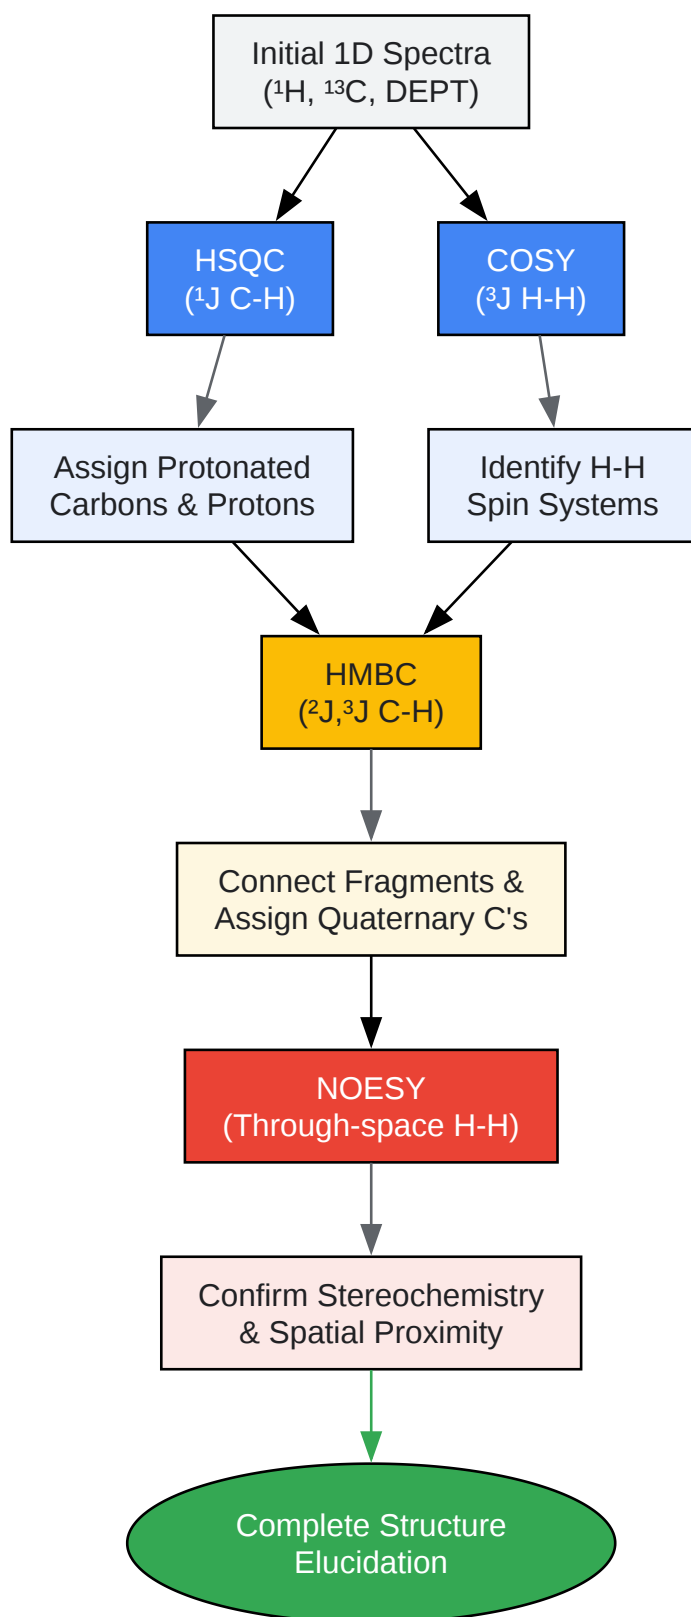 Initial 1D Spectra
(¹H, ¹³C, DEPT)
HSQC
(¹J C-H)
COSY
(³J H-H)
Assign Protonated
Carbons & Protons
Identify H-H
Spin Systems
HMBC
(²J,³J C-H)
Connect Fragments &
Assign Quaternary C's
NOESY
(Through-space H-H)
Confirm Stereochemistry
& Spatial Proximity
Complete Structure
Elucidation